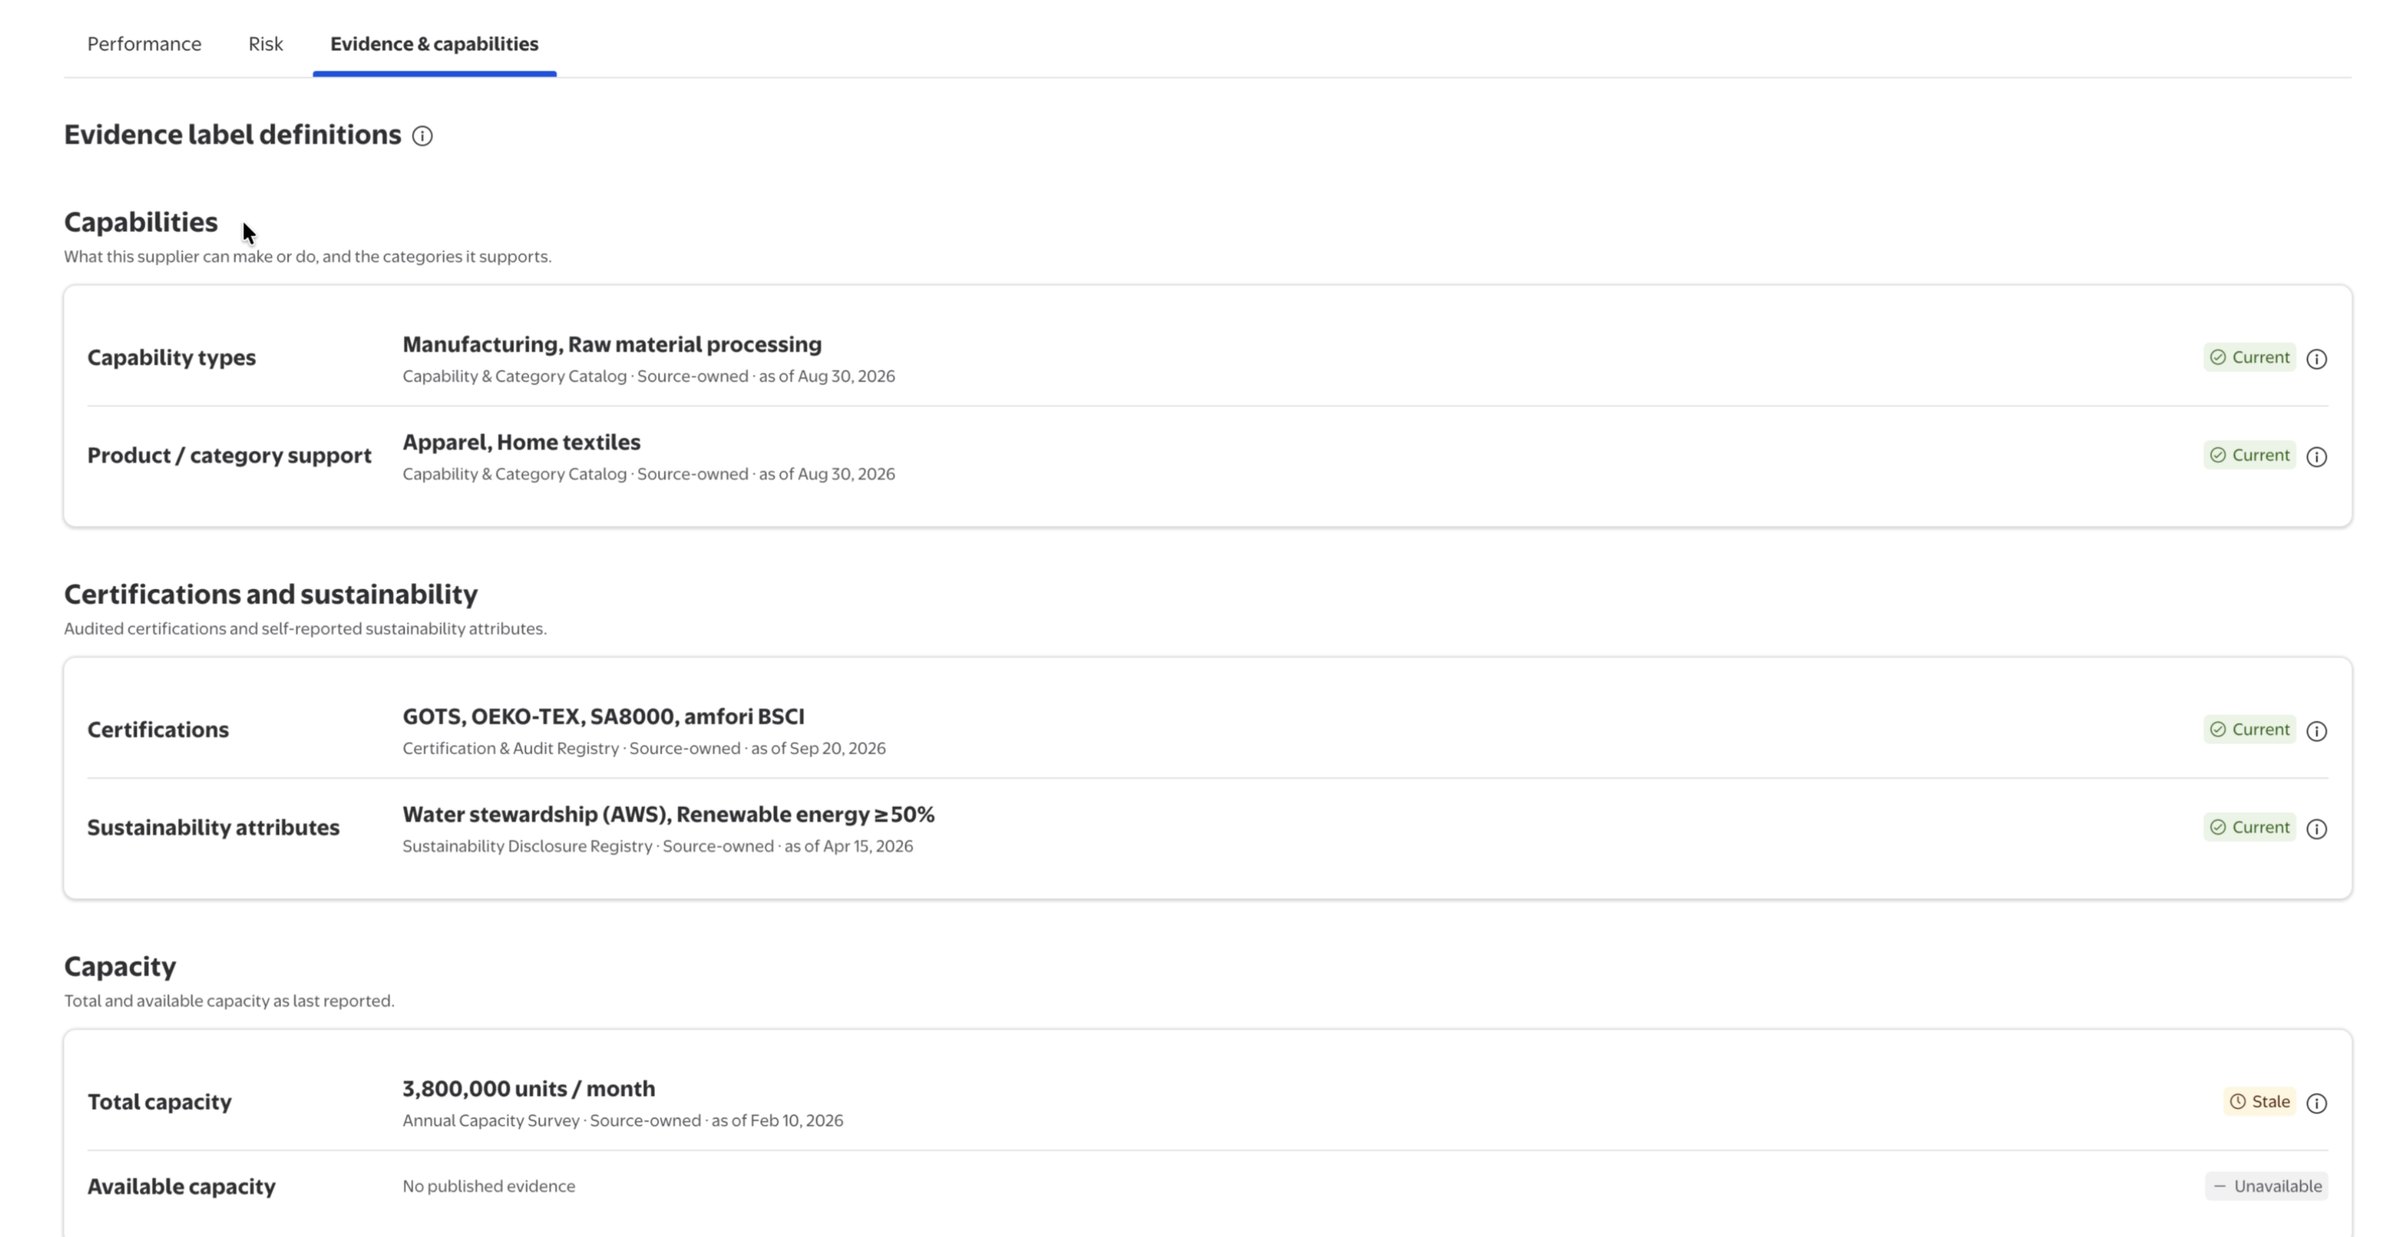 Performance Risk Evidence & capabilities
Evidence label definitions
Capabilities
What this supplier can make or do, and the categories it supports.
Capability types
Manufacturing, Raw material processing
Capability & Category Catalog · Source-owned · as of Aug 30, 2026
Current
Product / category support
Apparel, Home textiles
Capability & Category Catalog · Source-owned · as of Aug 30, 2026
Current
Certifications and sustainability
Audited certifications and self-reported sustainability attributes.
Certifications
GOTS, OEKO-TEX, SA8000, amfori BSCI
Certification & Audit Registry · Source-owned · as of Sep 20, 2026
Current
Sustainability attributes
Water stewardship (AWS), Renewable energy ≥50%
Sustainability Disclosure Registry · Source-owned · as of Apr 15, 2026
Current
Capacity
Total and available capacity as last reported.
Total capacity
3,800,000 units / month
Annual Capacity Survey · Source-owned · as of Feb 10, 2026
Stale
Available capacity
No published evidence
Unavailable